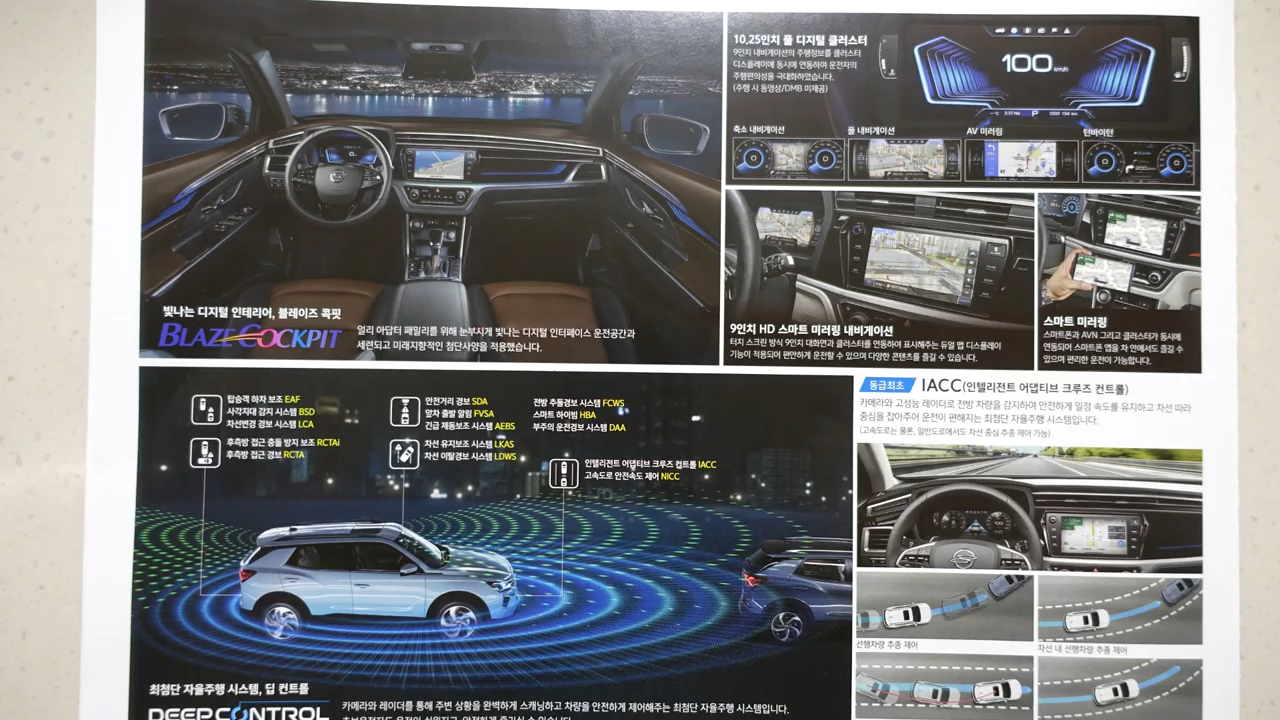 빛나는 디지털 인테리어, 블레이즈 콕핏
BLAZE COCKPIT
얼리 아답터 패밀리를 위해 눈부시게 빛나는 디지털 인터페이스 운전공간과
세련되고 미래지향적인 첨단사양을 적용했습니다.
10.25인치 풀 디지털 클러스터
9인치 내비게이션의 주행정보를 클러스터
디스플레이에 동시에 연동하여 운전자의
주행편의성을 극대화하였습니다.
(주행 시 동영상/DMB 미제공)
100 km/h
축소 내비게이션
풀 내비게이션
AV 미러링
턴바이턴
9인치 HD 스마트 미러링 내비게이션
터치 스크린 방식 9인치 대화면과 클러스터를 연동하여 표시해주는 듀얼 맵 디스플레이
기능이 적용되어 편안하게 운전할 수 있으며 다양한 콘텐츠를 즐길 수 있습니다.
스마트 미러링
스마트폰과 AVN 그리고 클러스터가 동시에
연동되어 스마트폰 앱을 차 안에서도 즐길 수
있으며 편리한 운전이 가능합니다.
탑승객 하차 보조 EAF
사각지대 감지 시스템 BSD
차선변경 경보 시스템 LCA
후측방 접근 충돌 방지 보조 RCTAi
후측방 접근 경보 RCTA
안전거리 경보 SDA
앞차 출발 알림 FVSA
긴급 제동보조 시스템 AEBS
차선 유지보조 시스템 LKAS
차선 이탈경보 시스템 LDWS
전방 추돌경보 시스템 FCWS
스마트 하이빔 HBA
부주의 운전경보 시스템 DAA
인텔리전트 어댑티브 크루즈 컨트롤 IACC
고속도로 안전속도 제어 NICC
최첨단 자율주행 시스템, 딥 컨트롤
DEEP CONTROL
카메라와 레이더를 통해 주변 상황을 완벽하게 스캐닝하고 차량을 안전하게 제어해주는 최첨단 자율주행 시스템입니다.
동급최초
IACC(인텔리전트 어댑티브 크루즈 컨트롤)
카메라와 고성능 레이더로 전방 차량을 감지하여 안전하게 일정 속도를 유지하고 차선 따라
중심을 잡아주어 운전이 편해지는 최첨단 자율주행 시스템입니다.
(고속도로는 물론, 일반도로에서도 차선 중심 추종 제어 가능)
선행차량 추종 제어
차선 내 선행차량 추종 제어